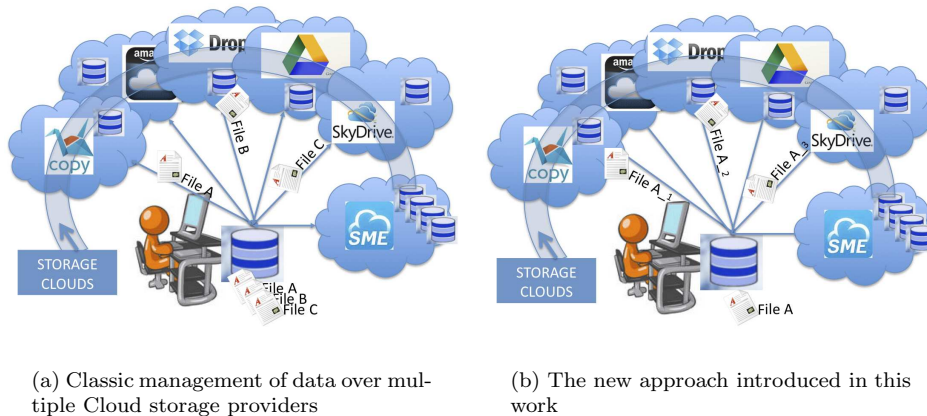 amaz
Drop
File B
File C
SkyDrive
copy
File A
SME
STORAGE
CLOUDS
File A
File B
File C
(a) Classic management of data over mul-
tiple Cloud storage providers
ama
Drop
File A_2
File A_3
SkyDrive
copy
File A_1
SME
STORAGE
CLOUDS
File A
(b) The new approach introduced in this
work